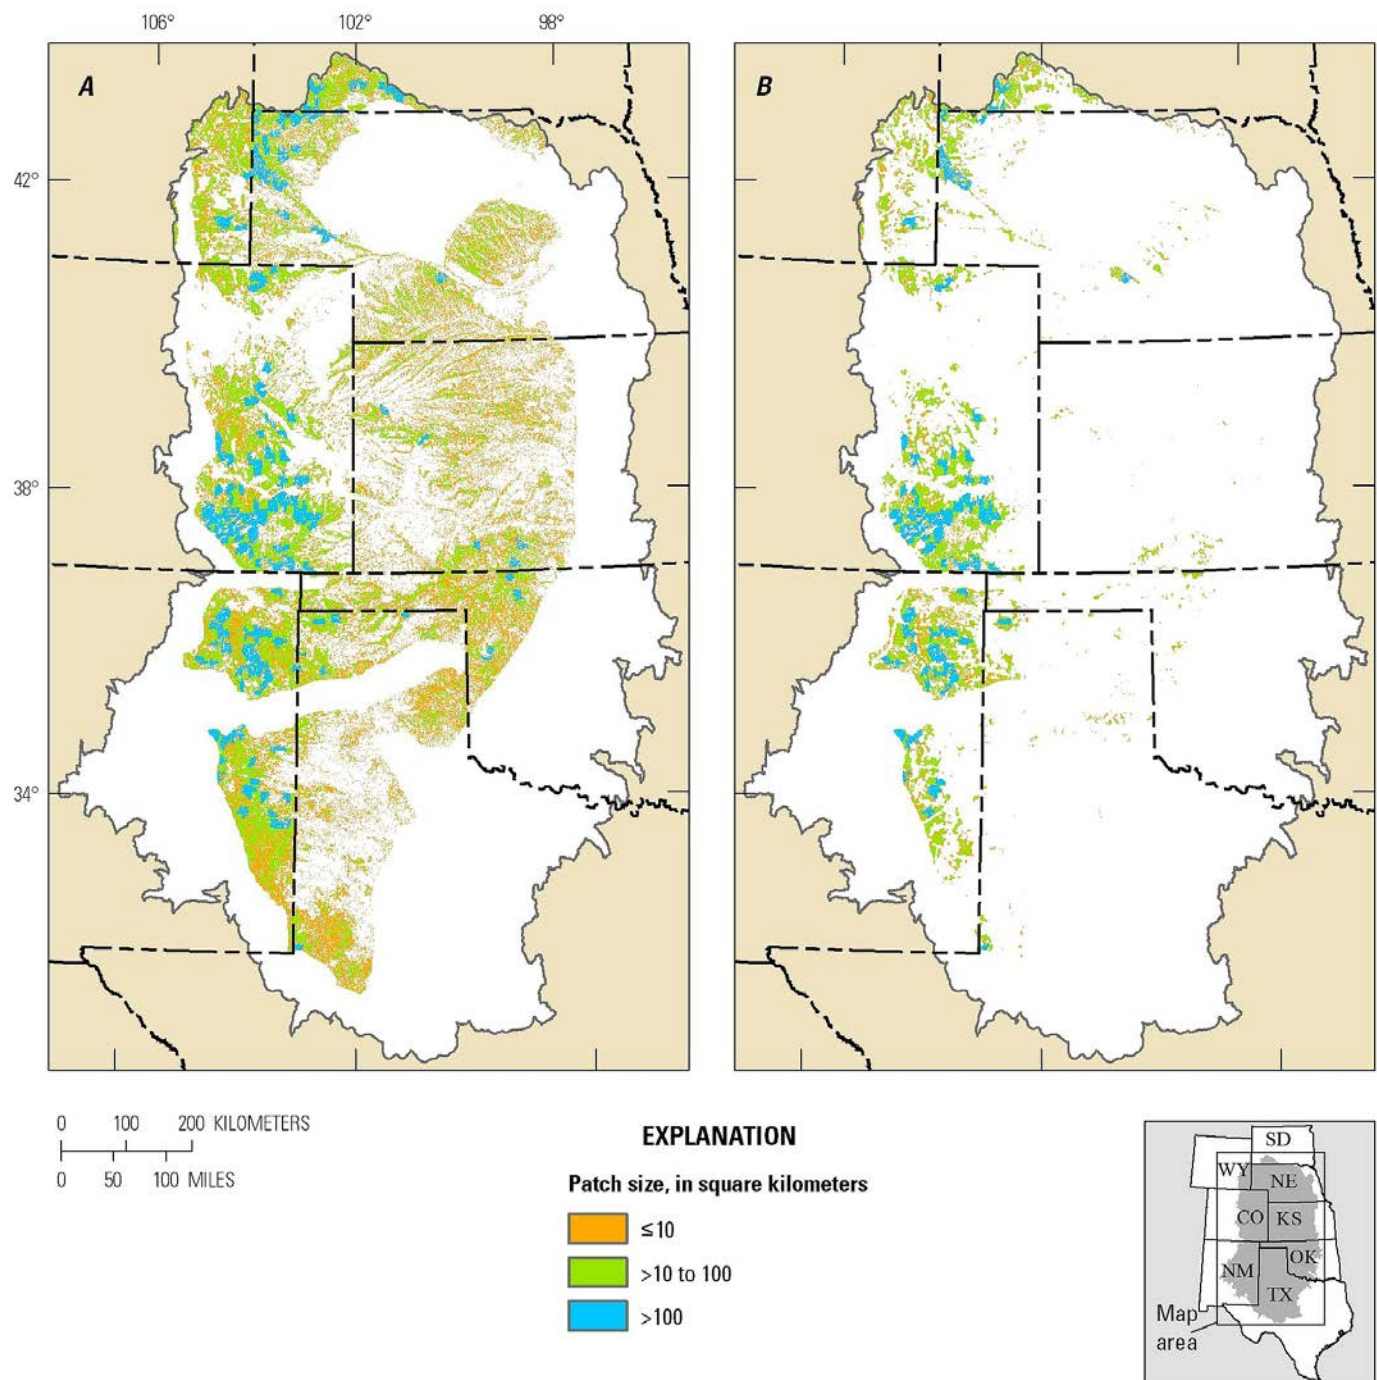 106° 102° 98°
A B
42°
38°
34°
0 100 200 KILOMETERS
0 50 100 MILES
EXPLANATION
Patch size, in square kilometers
≤10
>10 to 100
>100
SD
WY NE
CO KS
NM OK
TX
Map
area